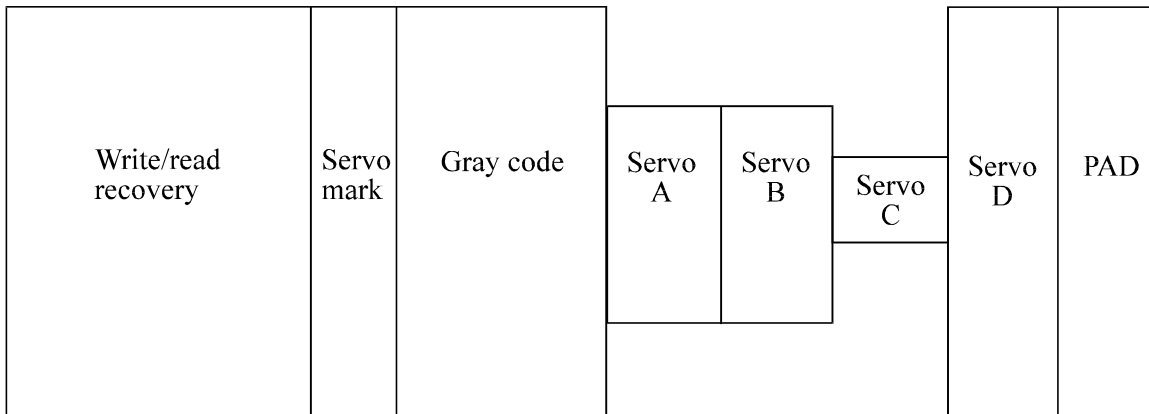 Write/read
recovery
Servo
mark
Gray code
Servo
A
Servo
B
Servo
C
Servo
D
PAD